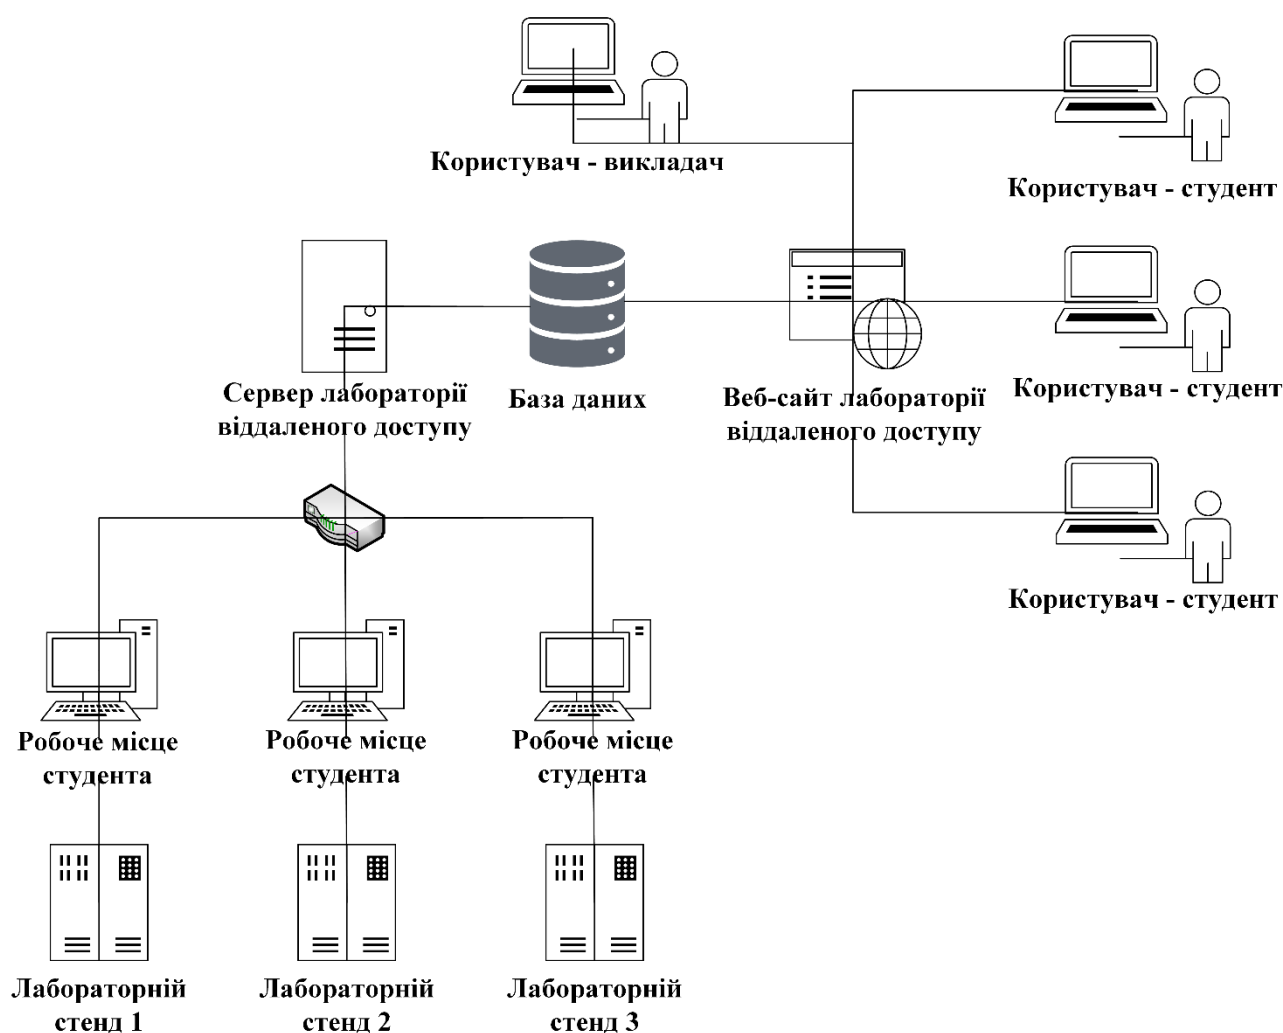 Користувач - викладач
Користувач - студент
Сервер лабораторії
віддаленого доступу
База даних
Веб-сайт лабораторії
віддаленого доступу
Користувач - студент
Користувач - студент
Робоче місце
студента
Робоче місце
студента
Робоче місце
студента
Лабораторній
стенд 1
Лабораторній
стенд 2
Лабораторній
стенд 3